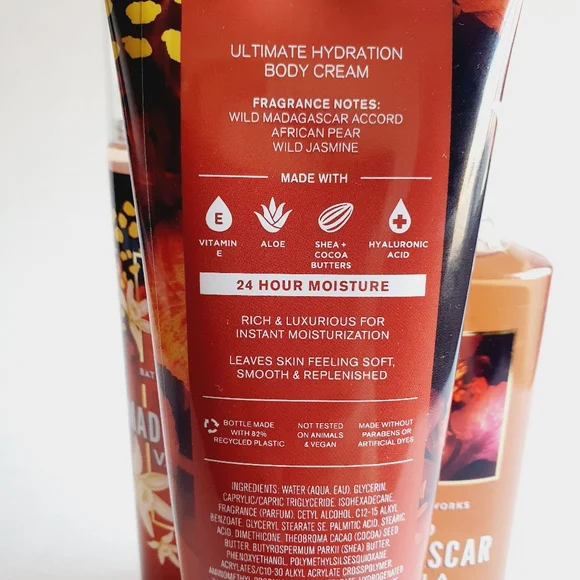 ULTIMATE HYDRATION
BODY CREAM
FRAGRANCE NOTES:
WILD MADAGASCAR ACCORD
AFRICAN PEAR
WILD JASMINE
MADE WITH
E
VITAMIN
E
ALOE
SHEA +
COCOA
BUTTERS
HYALURONIC
ACID
24 HOUR MOISTURE
RICH & LUXURIOUS FOR
INSTANT MOISTURIZATION
LEAVES SKIN FEELING SOFT,
SMOOTH & REPLENISHED
BOTTLE MADE
WITH 82%
RECYCLED PLASTIC
NOT TESTED
ON ANIMALS
& VEGAN
MADE WITHOUT
PARABENS OR
ARTIFICIAL DYES
INGREDIENTS: WATER (AQUA, EAU), GLYCERIN,
CAPRYLIC/CAPRIC TRIGLYCERIDE, ISOHEXADECANE,
FRAGRANCE (PARFUM), CETYL ALCOHOL, C12-15 ALKYL
BENZOATE, GLYCERYL STEARATE SE, PALMITIC ACID, STEARIC
ACID, DIMETHICONE, THEOBROMA CACAO (COCOA) SEED
BUTTER, BUTYROSPERMUM PARKII (SHEA) BUTTER,
PHENOXYETHANOL, POLYMETHYLSILSESQUIOXANE,
ACRYLATES/C10-30 ALKYL ACRYLATE CROSSPOLYMER,
HYDROGENATED
BAT
MAD
V
WORKS
SCAR